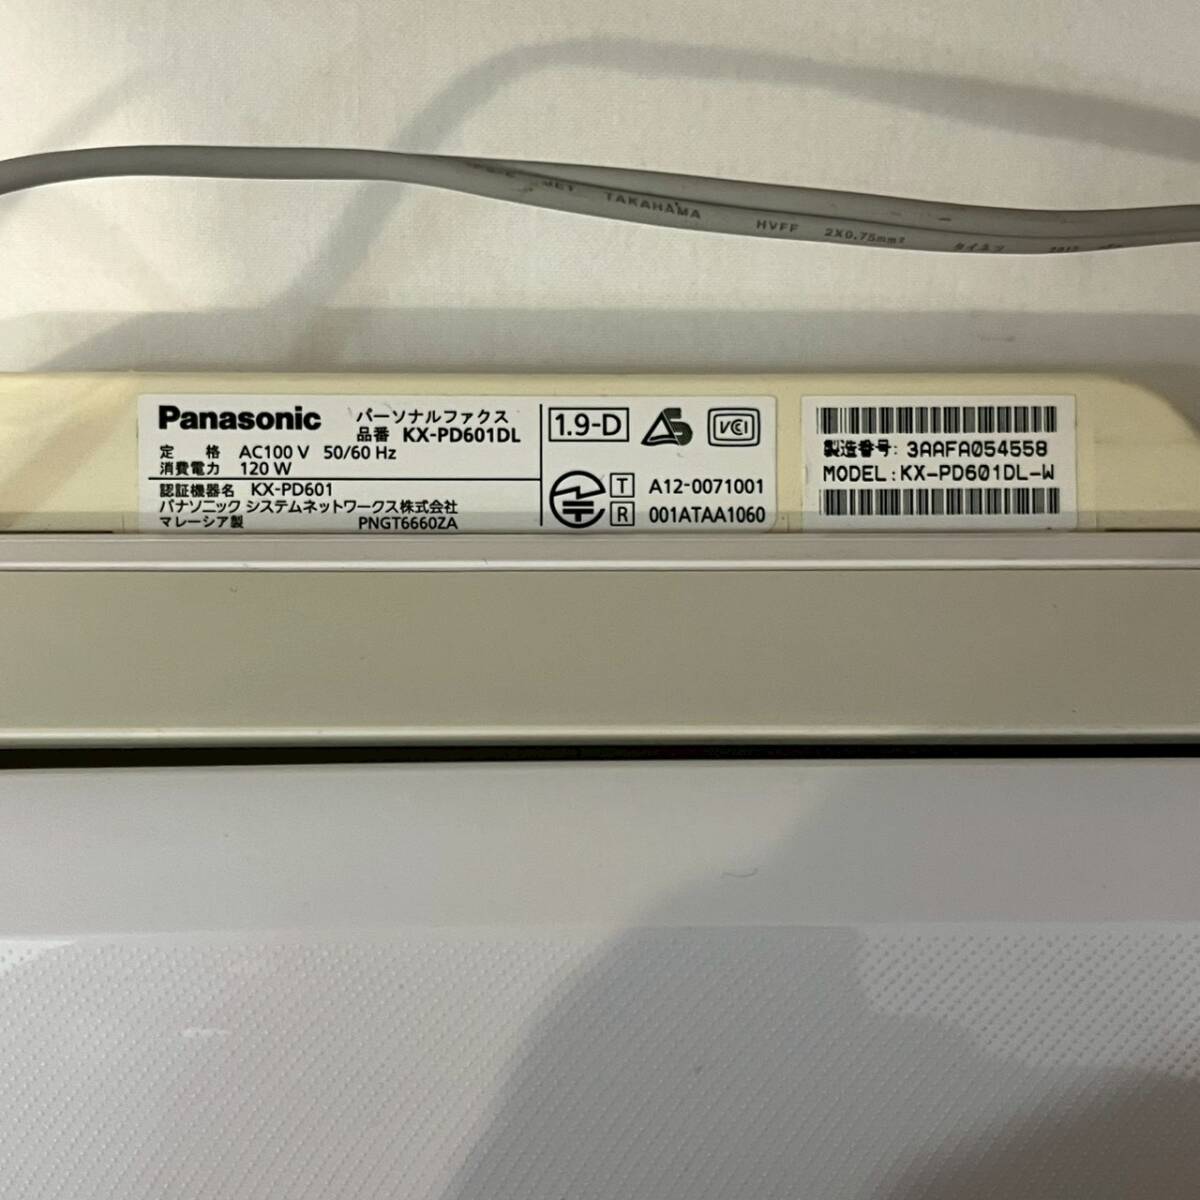 TAKAHAMA HVFF 2X0.75mm² タイネツ
Panasonic パーソナルファクス
品番 KX-PD601DL
定 格 AC100 V 50/60 Hz
消費電力 120 W
認証機器名 KX-PD601
パナソニック システムネットワークス株式会社
マレーシア製 PNGT6660ZA
1.9-D
VCI
T A12-0071001
R 001ATAA1060
製造番号: 3AAFA054558
MODEL:KX-PD601DL-W